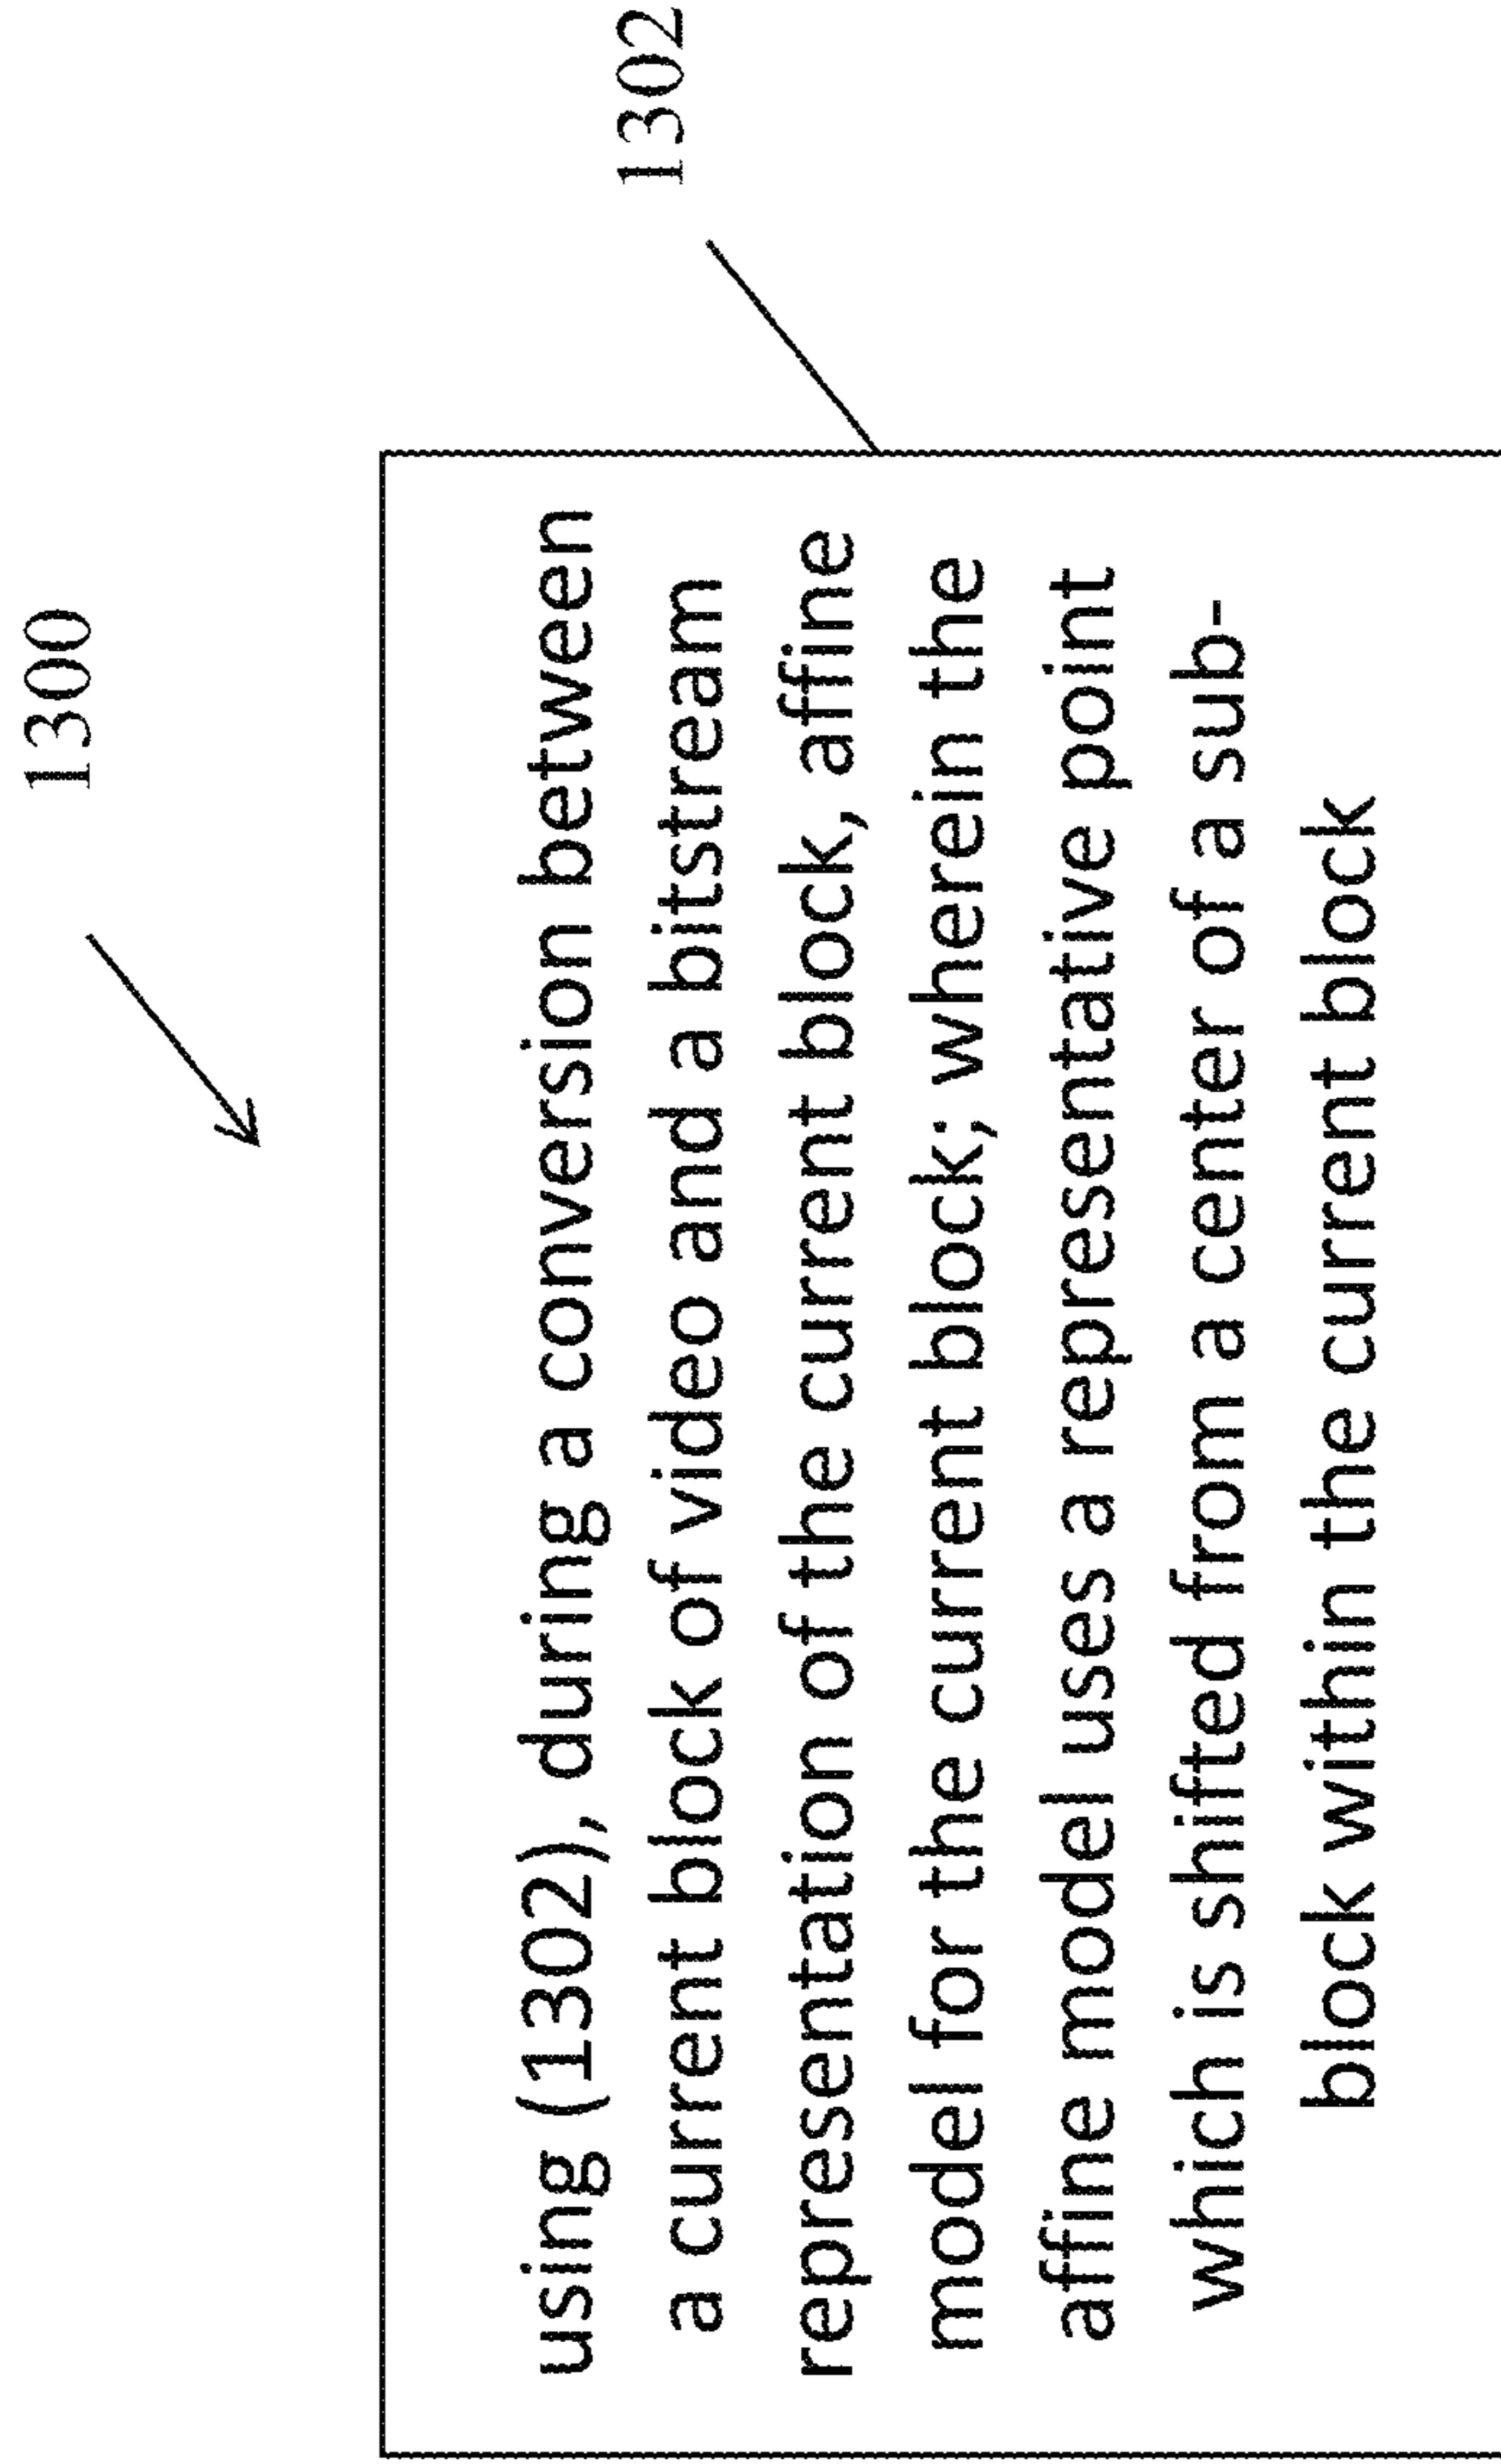 1300
1302
using (1302), during a conversion between
a current block of video and a bitstream
representation of the current block, affine
model for the current block; wherein the
affine model uses a representative point
which is shifted from a center of a sub-
block within the current block